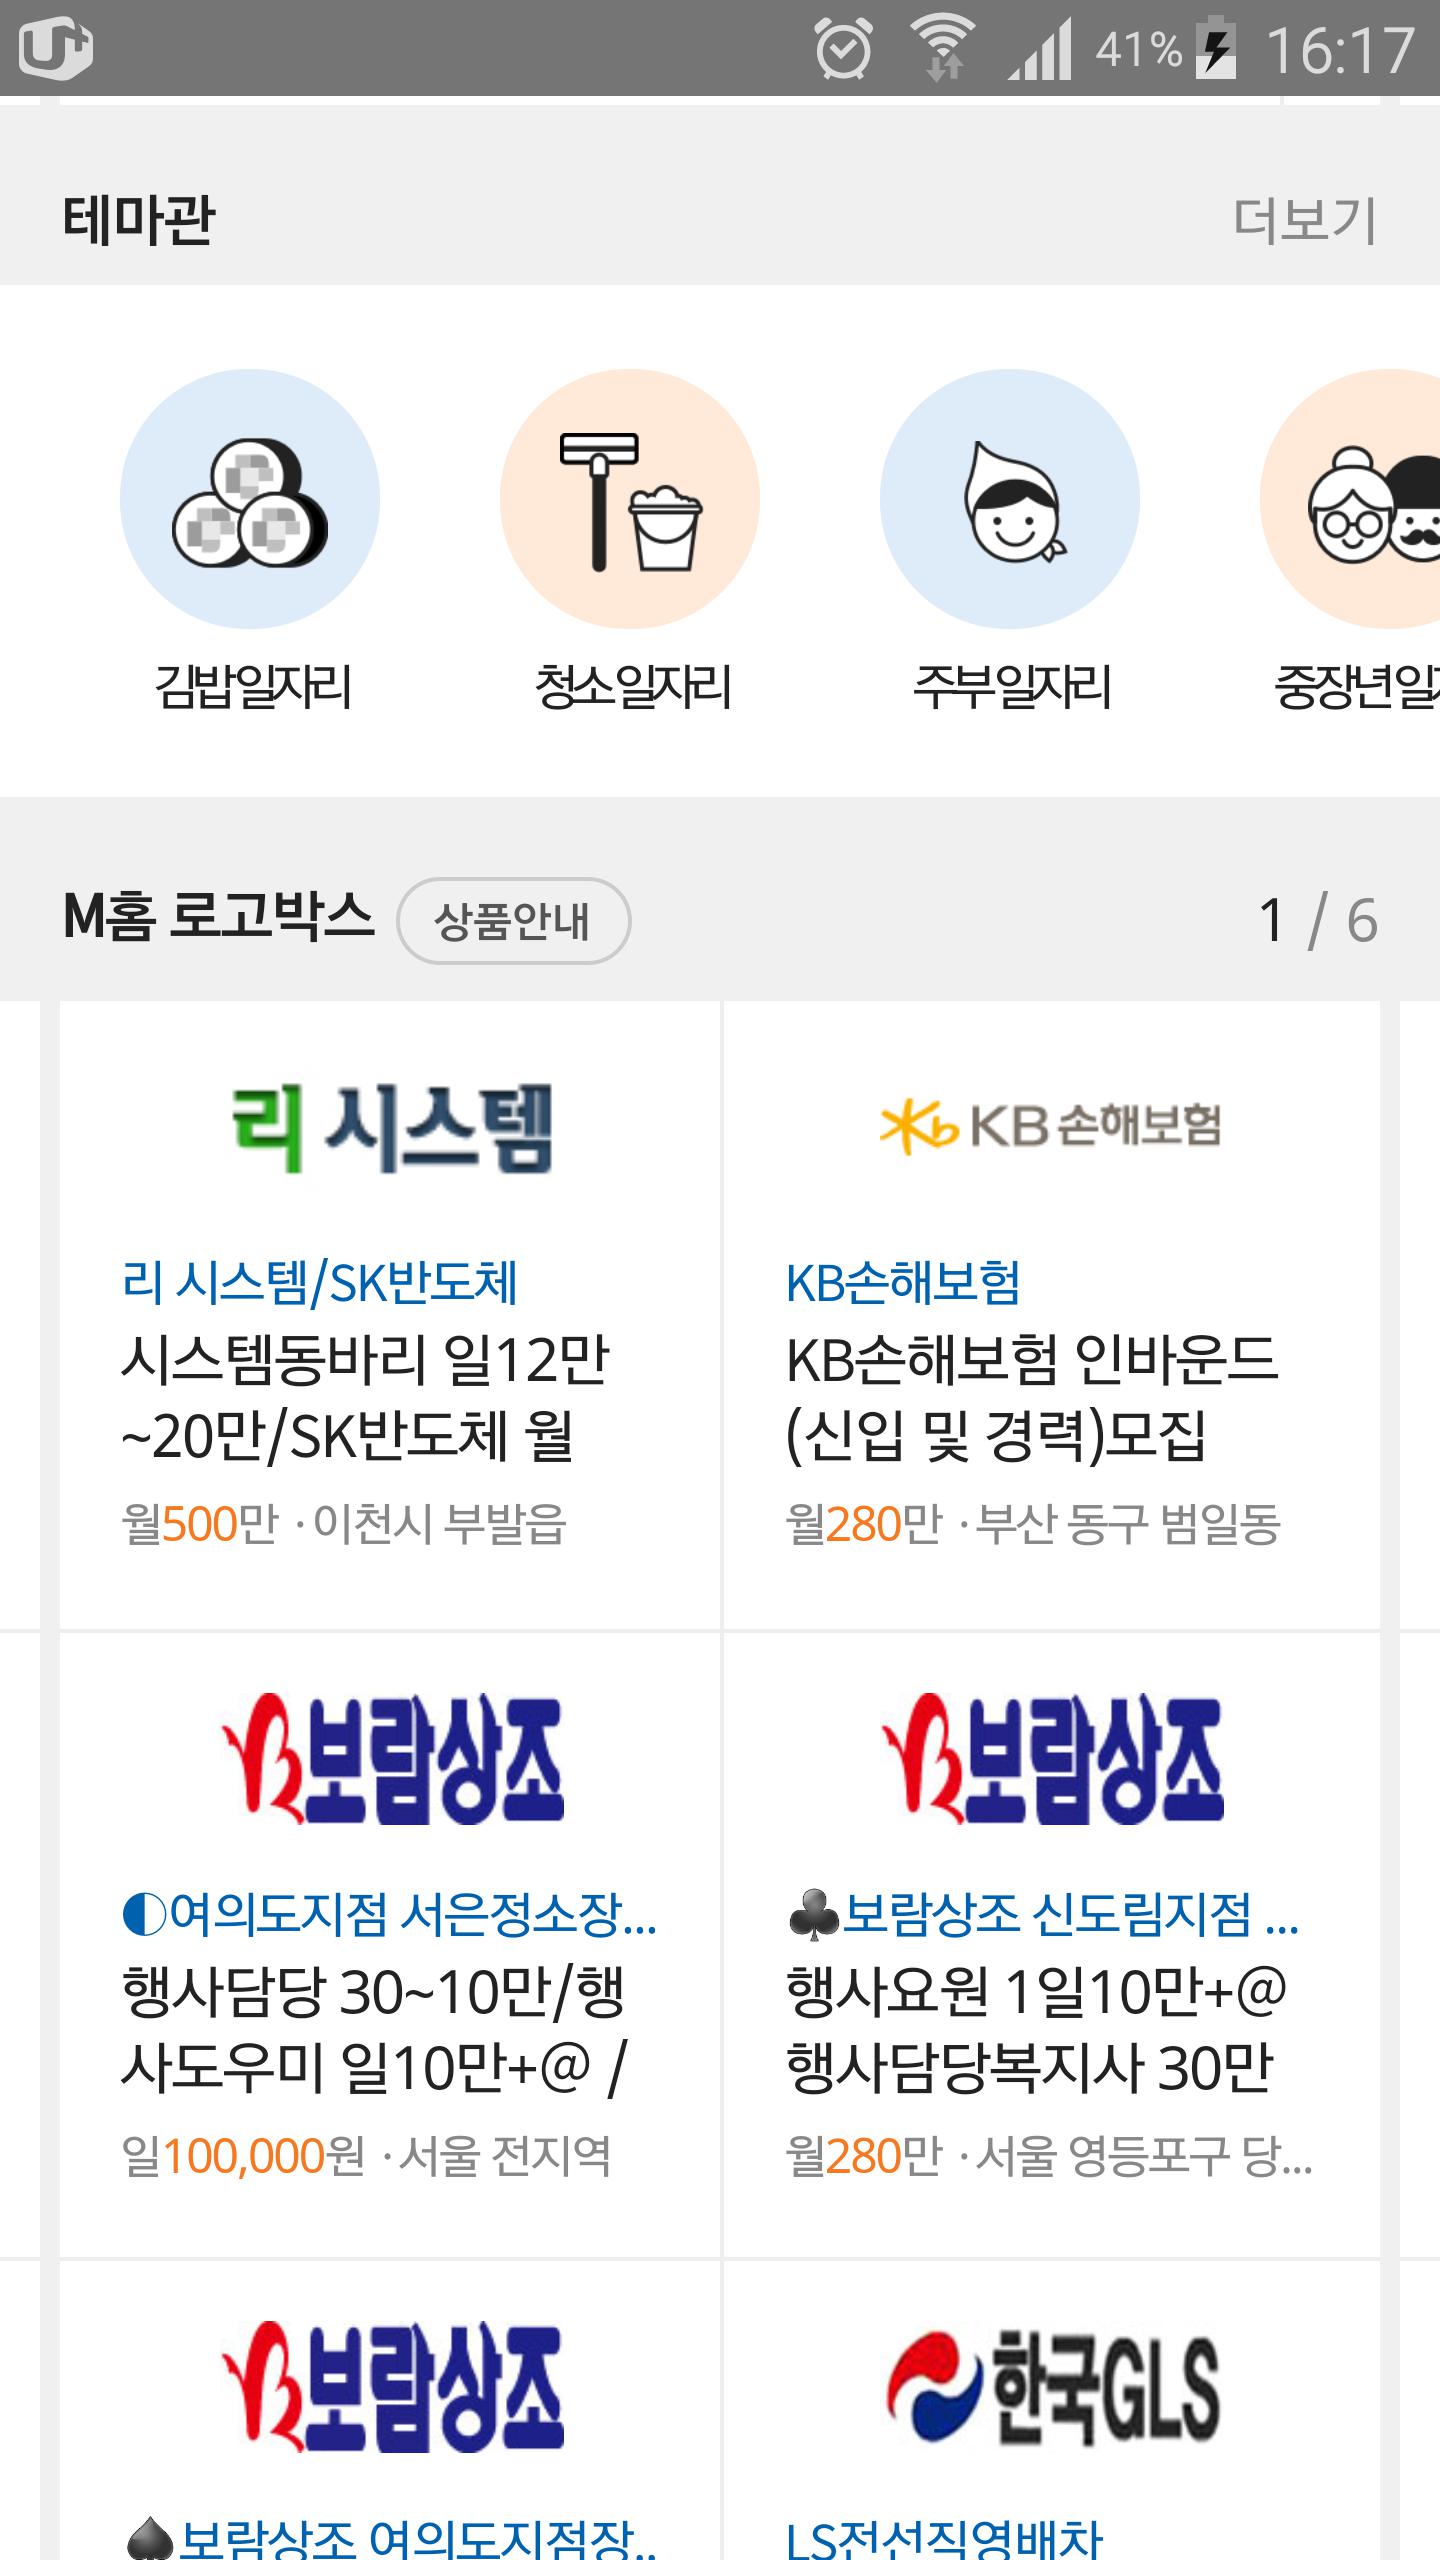 41% 16:17
테마관 더보기
김밥일자리 청소일자리 주부일자리 중장년일
M홈 로고박스 상품안내 1 / 6
리 시스템
KB 손해보험
리 시스템/SK반도체
시스템동바리 일12만
~20만/SK반도체 월
월500만 · 이천시 부발읍
KB손해보험
KB손해보험 인바운드
(신입 및 경력)모집
월280만 · 부산 동구 범일동
보람상조
보람상조
◐여의도지점 서은정소장...
행사담당 30~10만/행
사도우미 일10만+@ /
일100,000원 · 서울 전지역
♣보람상조 신도림지점 ...
행사요원 1일10만+@
행사담당복지사 30만
월280만 · 서울 영등포구 당...
보람상조
한국GLS
♠보람상조 여의도지점장..
LS전선직영배차